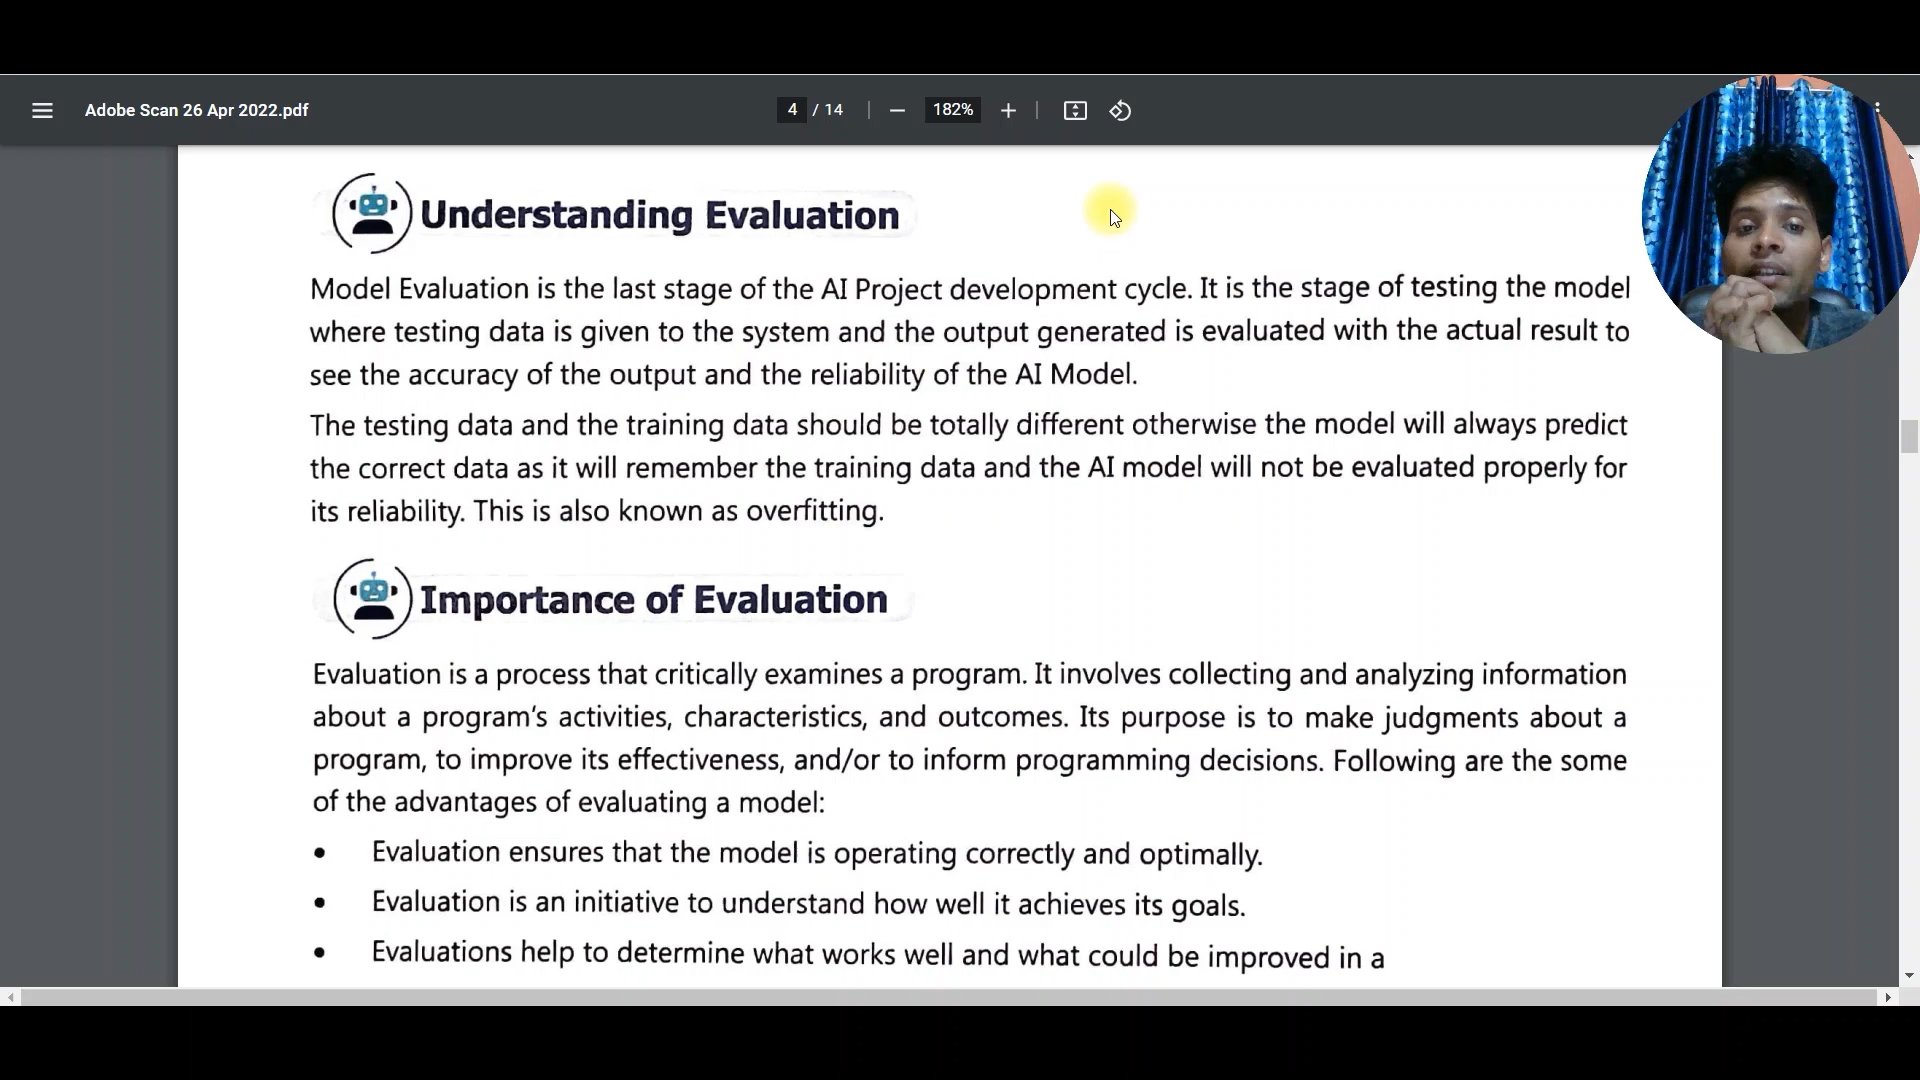 Adobe Scan 26 Apr 2022.pdf
4 / 14
182%
Understanding Evaluation
Model Evaluation is the last stage of the AI Project development cycle. It is the stage of testing the model
where testing data is given to the system and the output generated is evaluated with the actual result to
see the accuracy of the output and the reliability of the AI Model.
The testing data and the training data should be totally different otherwise the model will always predict
the correct data as it will remember the training data and the AI model will not be evaluated properly for
its reliability. This is also known as overfitting.
Importance of Evaluation
Evaluation is a process that critically examines a program. It involves collecting and analyzing information
about a program's activities, characteristics, and outcomes. Its purpose is to make judgments about a
program, to improve its effectiveness, and/or to inform programming decisions. Following are the some
of the advantages of evaluating a model:
• Evaluation ensures that the model is operating correctly and optimally.
• Evaluation is an initiative to understand how well it achieves its goals.
• Evaluations help to determine what works well and what could be improved in a